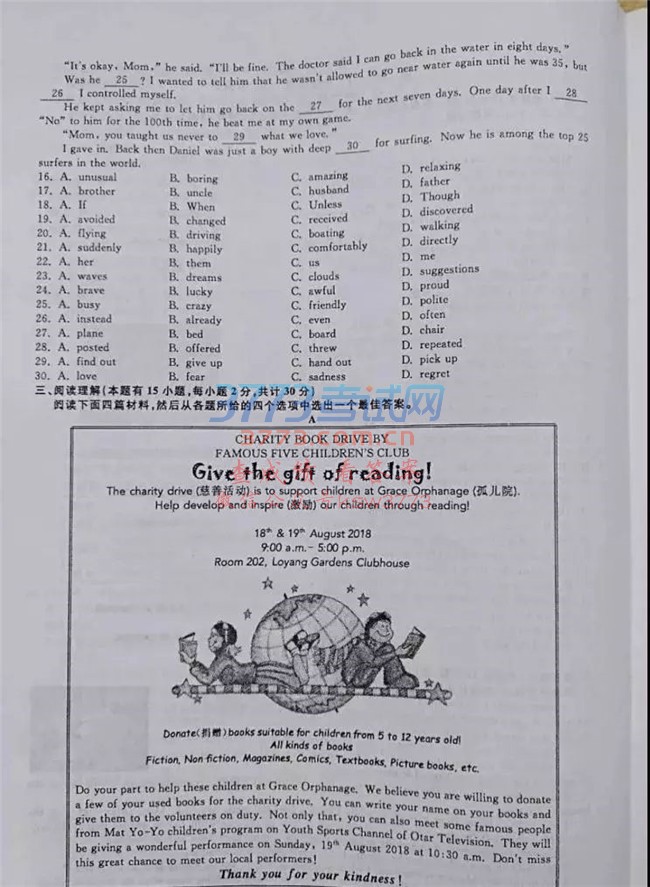 "It's okay, Mom," he said. "I'll be fine. The doctor said I can go back in the water in eight days."
Was he 25 ? I wanted to tell him that he wasn't allowed to go near water again until he was 35, but
26 I controlled myself.
He kept asking me to let him go back on the 27 for the next seven days. One day after I 28
"No" to him for the 100th time, he beat me at my own game.
"Mom, you taught us never to 29 what we love."
I gave in. Back then Daniel was just a boy with deep 30 for surfing. Now he is among the top 25
surfers in the world.
16. A. unusual B. boring C. amazing D. relaxing
17. A. brother B. uncle C. husband D. father
18. A. If B. When C. Unless D. Though
19. A. avoided B. changed C. received D. discovered
20. A. flying B. driving C. boating D. walking
21. A. suddenly B. happily C. comfortably D. directly
22. A. her B. them C. us D. me
23. A. waves B. dreams C. clouds D. suggestions
24. A. brave B. lucky C. awful D. proud
25. A. busy B. crazy C. friendly D. polite
26. A. instead B. already C. even D. often
27. A. plane B. bed C. board D. chair
28. A. posted B. offered C. threw D. repeated
29. A. find out B. give up C. hand out D. pick up
30. A. love B. fear C. sadness D. regret
三、阅读理解(本题有 15 小题,每小题 2 分,共计 30 分)
阅读下面四篇材料,然后从各题所给的四个选项中选出一个最佳答案。
3773考试网
3773.com.cn
A
CHARITY BOOK DRIVE BY
FAMOUS FIVE CHILDREN'S CLUB
Give the gift of reading!
The charity drive (慈善活动) is to support children at Grace Orphanage (孤儿院).
Help develop and inspire (激励) our children through reading!
18th & 19th August 2018
9:00 a.m.- 5:00 p.m.
Room 202, Loyang Gardens Clubhouse
Donate(捐赠) books suitable for children from 5 to 12 years old!
All kinds of books
Fiction, Non fiction, Magazines, Comics, Textbooks, Picture books, etc.
Do your part to help these children at Grace Orphanage. We believe you are willing to donate
a few of your used books for the charity drive. You can write your name on your books and
give them to the volunteers on duty. Not only that, you can also meet some famous people
from Mat Yo-Yo children's program on Youth Sports Channel of Otar Television. They will
be giving a wonderful performance on Sunday, 19th August 2018 at 10:30 a.m. Don't miss
this great chance to meet our local performers!
Thank you for your kindness!